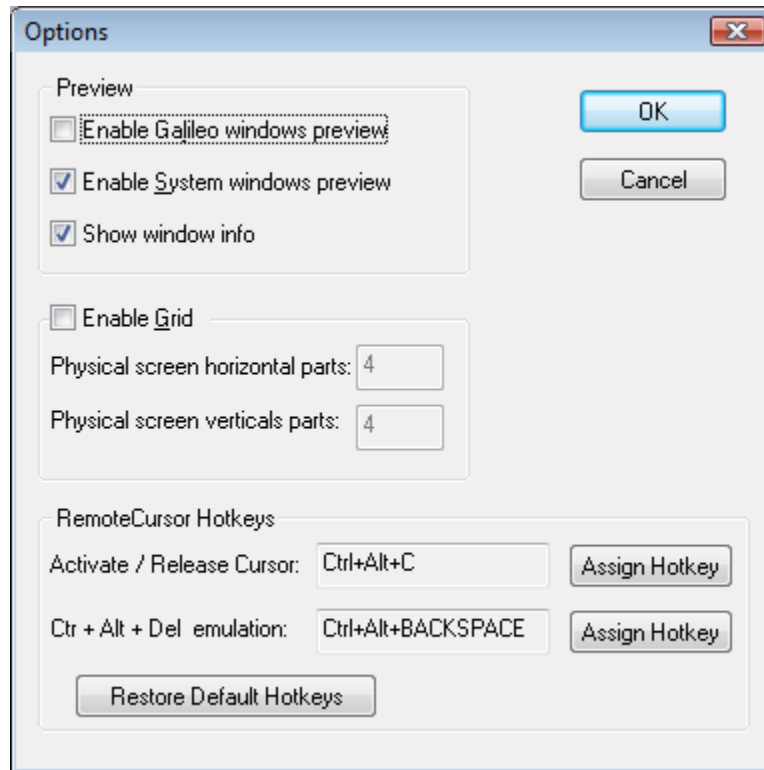 Options
Preview
Enable Galileo windows preview
Enable System windows preview
Show window info
OK
Cancel
Enable Grid
Physical screen horizontal parts: 4
Physical screen verticals parts: 4
RemoteCursor Hotkeys
Activate / Release Cursor: Ctrl+Alt+C Assign Hotkey
Ctr + Alt + Del emulation: Ctrl+Alt+BACKSPACE Assign Hotkey
Restore Default Hotkeys